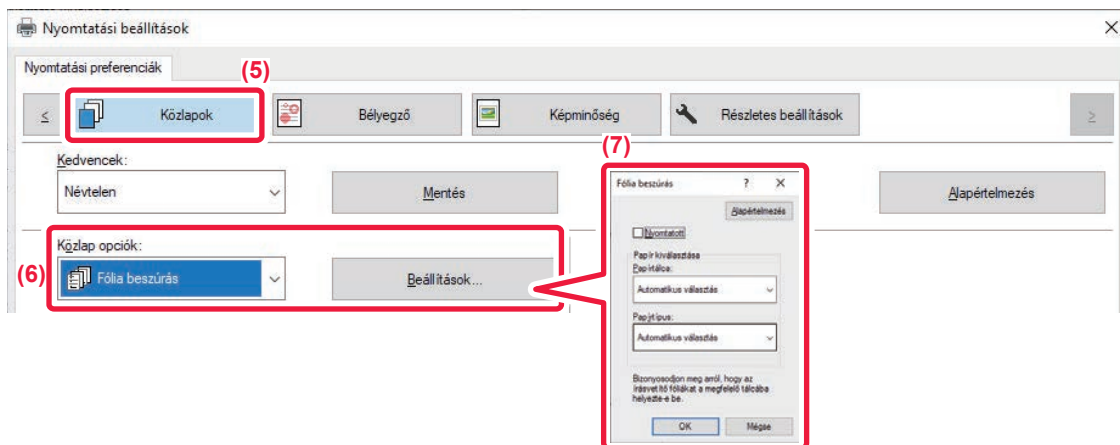 Nyomtatási beállítások
Nyomtatási preferenciák
(5)
≤
Közlapok
Bélyegző
Képminőség
Részletes beállítások
≥
Kedvencek:
Névtelen
Mentés
Alapértelmezés
(6)
Közlap opciók:
Fólia beszúrás
Beállítások...
(7)
Fólia beszúrás
?
Alapértelmezés
Nyomtatott
Papír kiválasztása
Papírtálca:
Automatikus választás
Papírtípus:
Automatikus választás
Bizonyosodjon meg arról, hogy az
írásvetítő fóliákat a megfelelő tálcába
helyezte-e be.
OK
Mégse